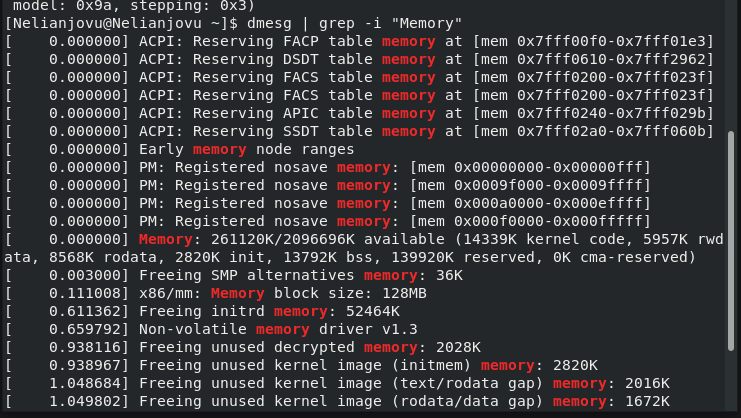 model: 0x9a, stepping: 0x3)
[Nelianjovu@Nelianjovu ~]$ dmesg | grep -i "Memory"
[    0.000000] ACPI: Reserving FACP table memory at [mem 0x7fff00f0-0x7fff01e3]
[    0.000000] ACPI: Reserving DSDT table memory at [mem 0x7fff0610-0x7fff2962]
[    0.000000] ACPI: Reserving FACS table memory at [mem 0x7fff0200-0x7fff023f]
[    0.000000] ACPI: Reserving FACS table memory at [mem 0x7fff0200-0x7fff023f]
[    0.000000] ACPI: Reserving APIC table memory at [mem 0x7fff0240-0x7fff029b]
[    0.000000] ACPI: Reserving SSDT table memory at [mem 0x7fff02a0-0x7fff060b]
[    0.000000] Early memory node ranges
[    0.000000] PM: Registered nosave memory: [mem 0x00000000-0x00000fff]
[    0.000000] PM: Registered nosave memory: [mem 0x0009f000-0x0009ffff]
[    0.000000] PM: Registered nosave memory: [mem 0x000a0000-0x000effff]
[    0.000000] PM: Registered nosave memory: [mem 0x000f0000-0x000fffff]
[    0.000000] Memory: 261120K/2096696K available (14339K kernel code, 5957K rwd
ata, 8568K rodata, 2820K init, 13792K bss, 139920K reserved, 0K cma-reserved)
[    0.003000] Freeing SMP alternatives memory: 36K
[    0.111008] x86/mm: Memory block size: 128MB
[    0.611362] Freeing initrd memory: 52464K
[    0.659792] Non-volatile memory driver v1.3
[    0.938116] Freeing unused decrypted memory: 2028K
[    0.938967] Freeing unused kernel image (initmem) memory: 2820K
[    1.048684] Freeing unused kernel image (text/rodata gap) memory: 2016K
[    1.049802] Freeing unused kernel image (rodata/data gap) memory: 1672K